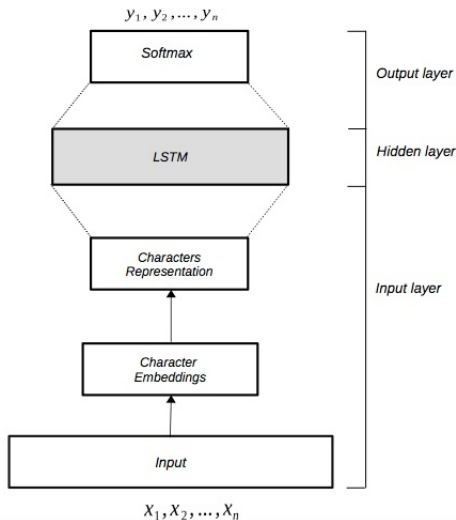 y₁, y₂, ..., yₙ
Softmax
Output layer
LSTM
Hidden layer
Characters
Representation
Input layer
Character
Embeddings
Input
x₁, x₂, ..., xₙ